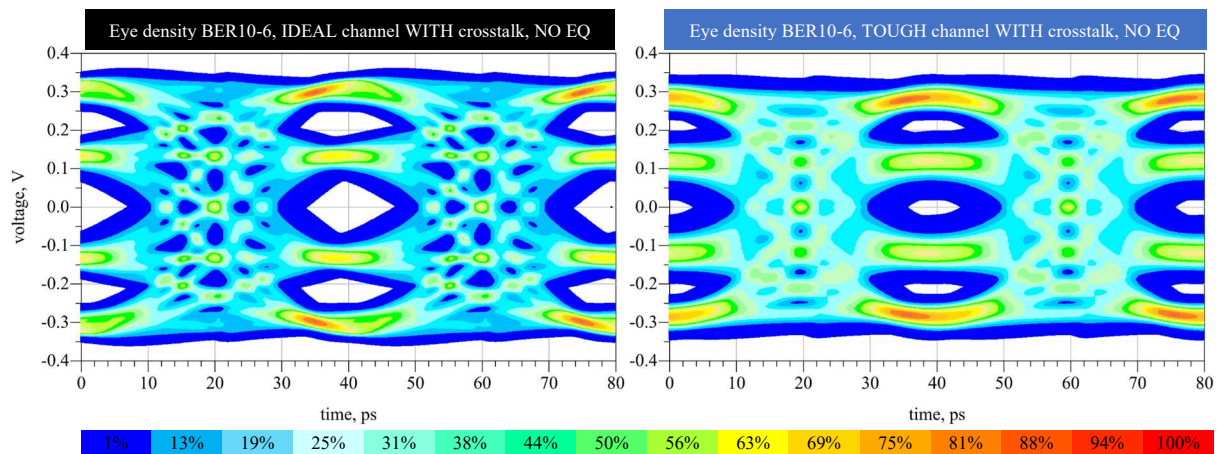 Eye density BER10-6, IDEAL channel WITH crosstalk, NO EQ
Eye density BER10-6, TOUGH channel WITH crosstalk, NO EQ
voltage, V
0.4
0.3
0.2
0.1
0.0
-0.1
-0.2
-0.3
-0.4
0 10 20 30 40 50 60 70 80
time, ps
0.4
0.3
0.2
0.1
0.0
-0.1
-0.2
-0.3
-0.4
0 10 20 30 40 50 60 70 80
time, ps
1% 13% 19% 25% 31% 38% 44% 50% 56% 63% 69% 75% 81% 88% 94% 100%